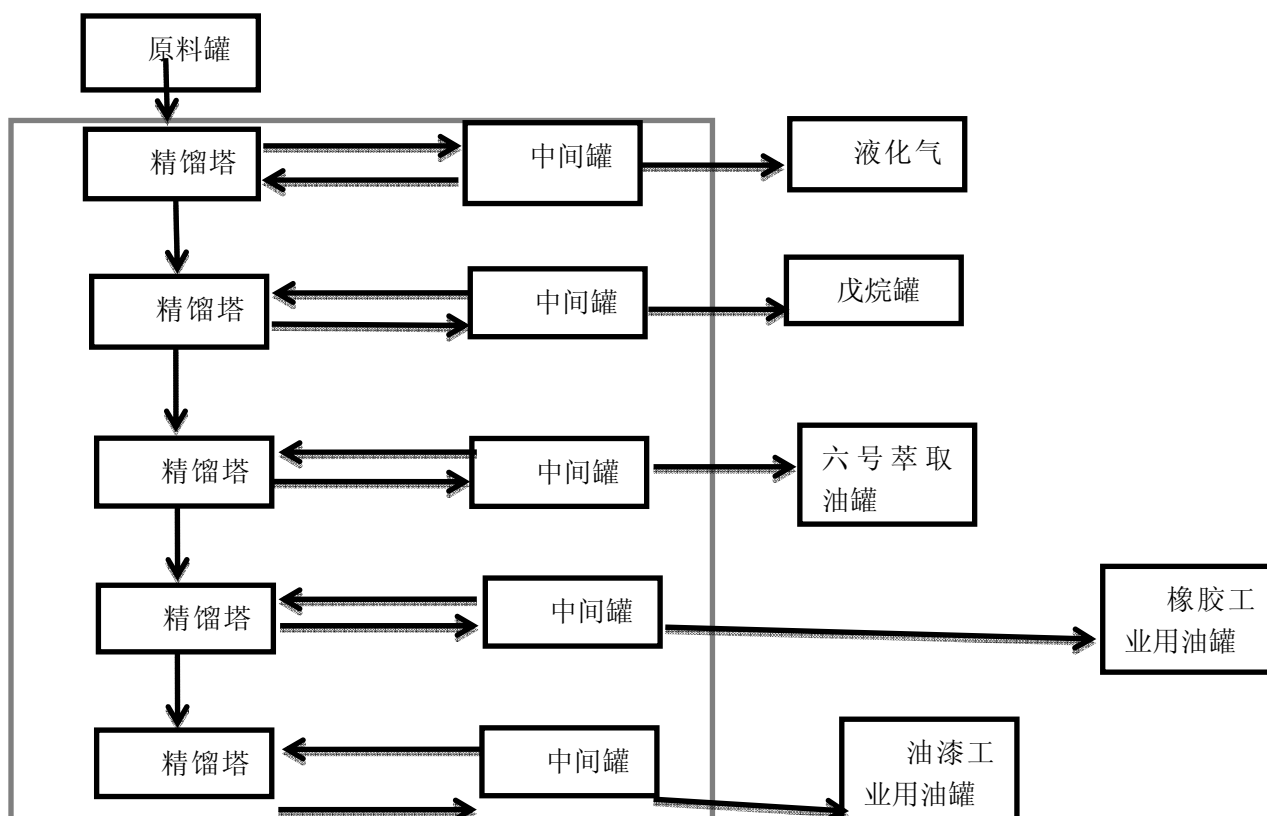 原料罐
精馏塔
中间罐
液化气
精馏塔
中间罐
戊烷罐
精馏塔
中间罐
六号萃取
油罐
精馏塔
中间罐
橡胶工
业用油罐
精馏塔
中间罐
油漆工
业用油罐